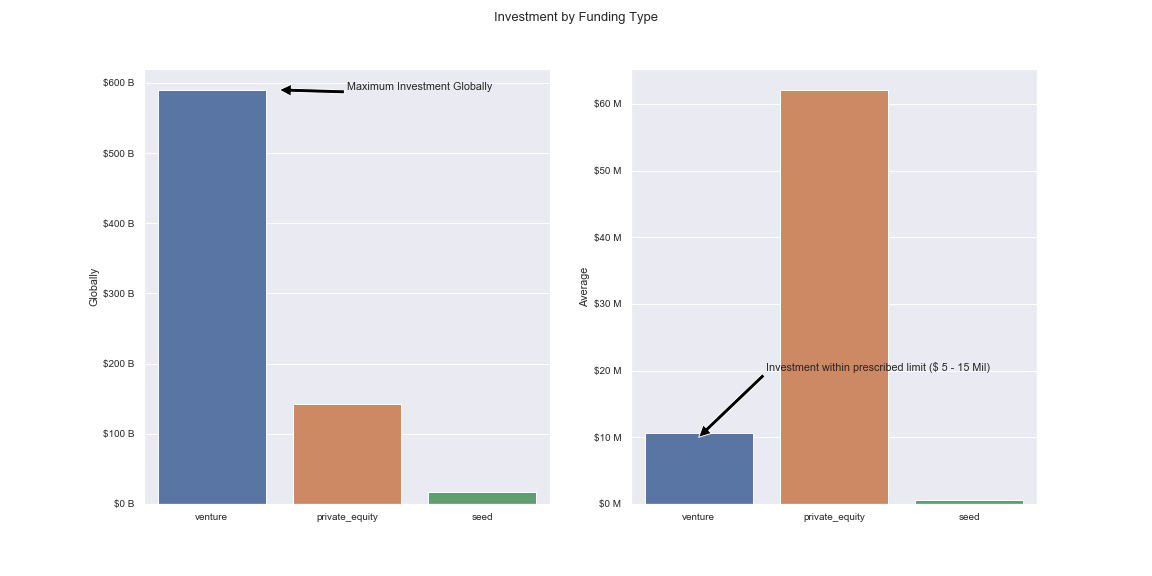 Investment by Funding Type
$600 B
$500 B
$400 B
$300 B
$200 B
$100 B
$0 B
Globally
Maximum Investment Globally
venture
private_equity
seed
$60 M
$50 M
$40 M
$30 M
$20 M
$10 M
$0 M
Average
Investment within prescribed limit ($ 5 - 15 Mil)
venture
private_equity
seed